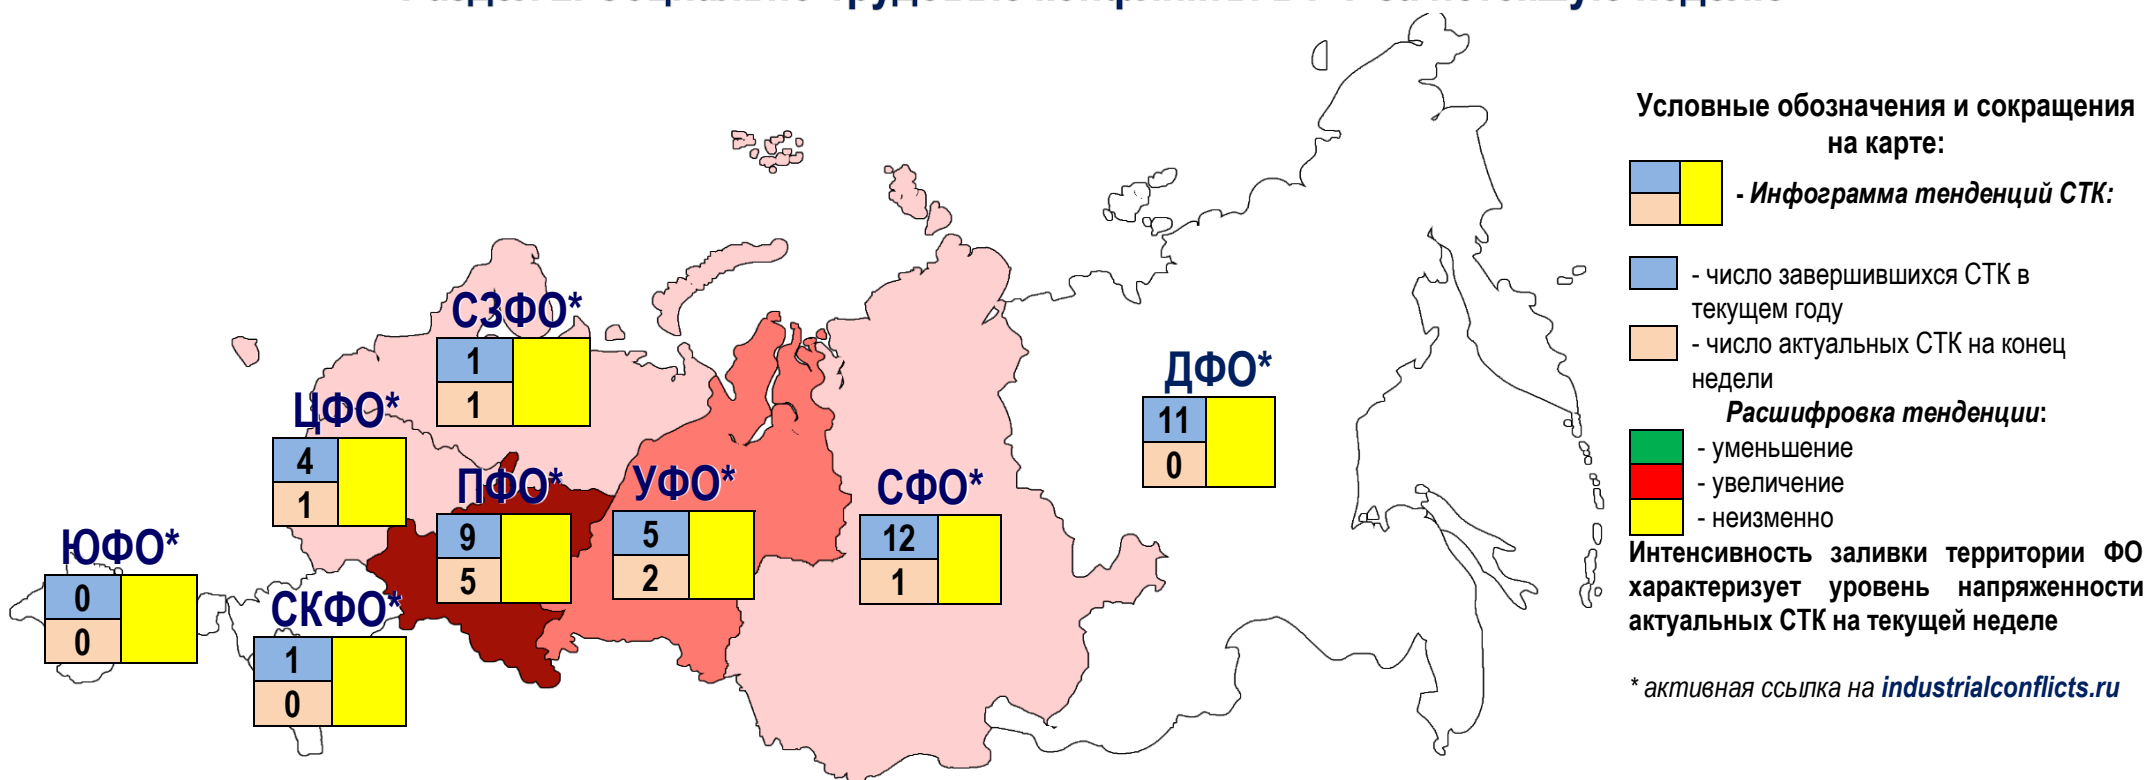 СЗФО*
1
1
ЦФО*
4
1
ПФО*
9
5
УФО*
5
2
СФО*
12
1
ДФО*
11
0
ЮФО*
0
0
СКФО*
1
0
Условные обозначения и сокращения
на карте:
- Инфограмма тенденций СТК:
- число завершившихся СТК в
текущем году
- число актуальных СТК на конец
недели
Расшифровка тенденции:
- уменьшение
- увеличение
- неизменно
Интенсивность заливки территории ФО
характеризует уровень напряженности
актуальных СТК на текущей неделе
* активная ссылка на industrialconflicts.ru